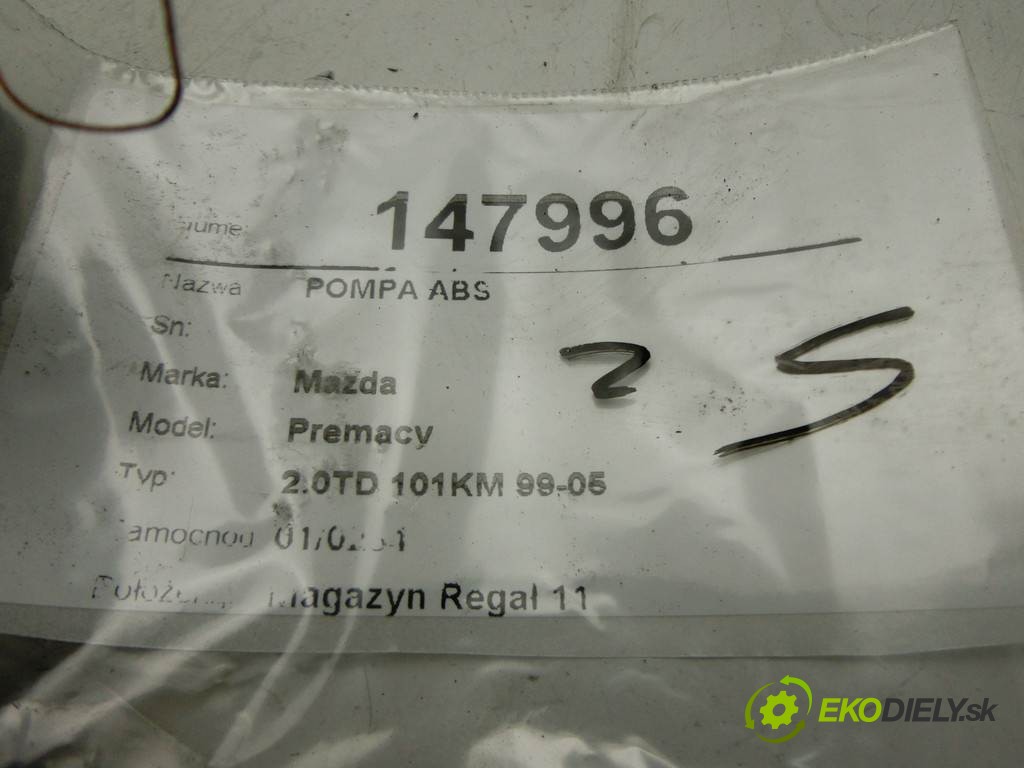 147996
Nazwa POMPA ABS
Sn:
Marka: Mazda
2 5
Model: Premacy
Typ: 2.0TD 101KM 99-05
Magazyn Regał 11
EKODIELY.sk